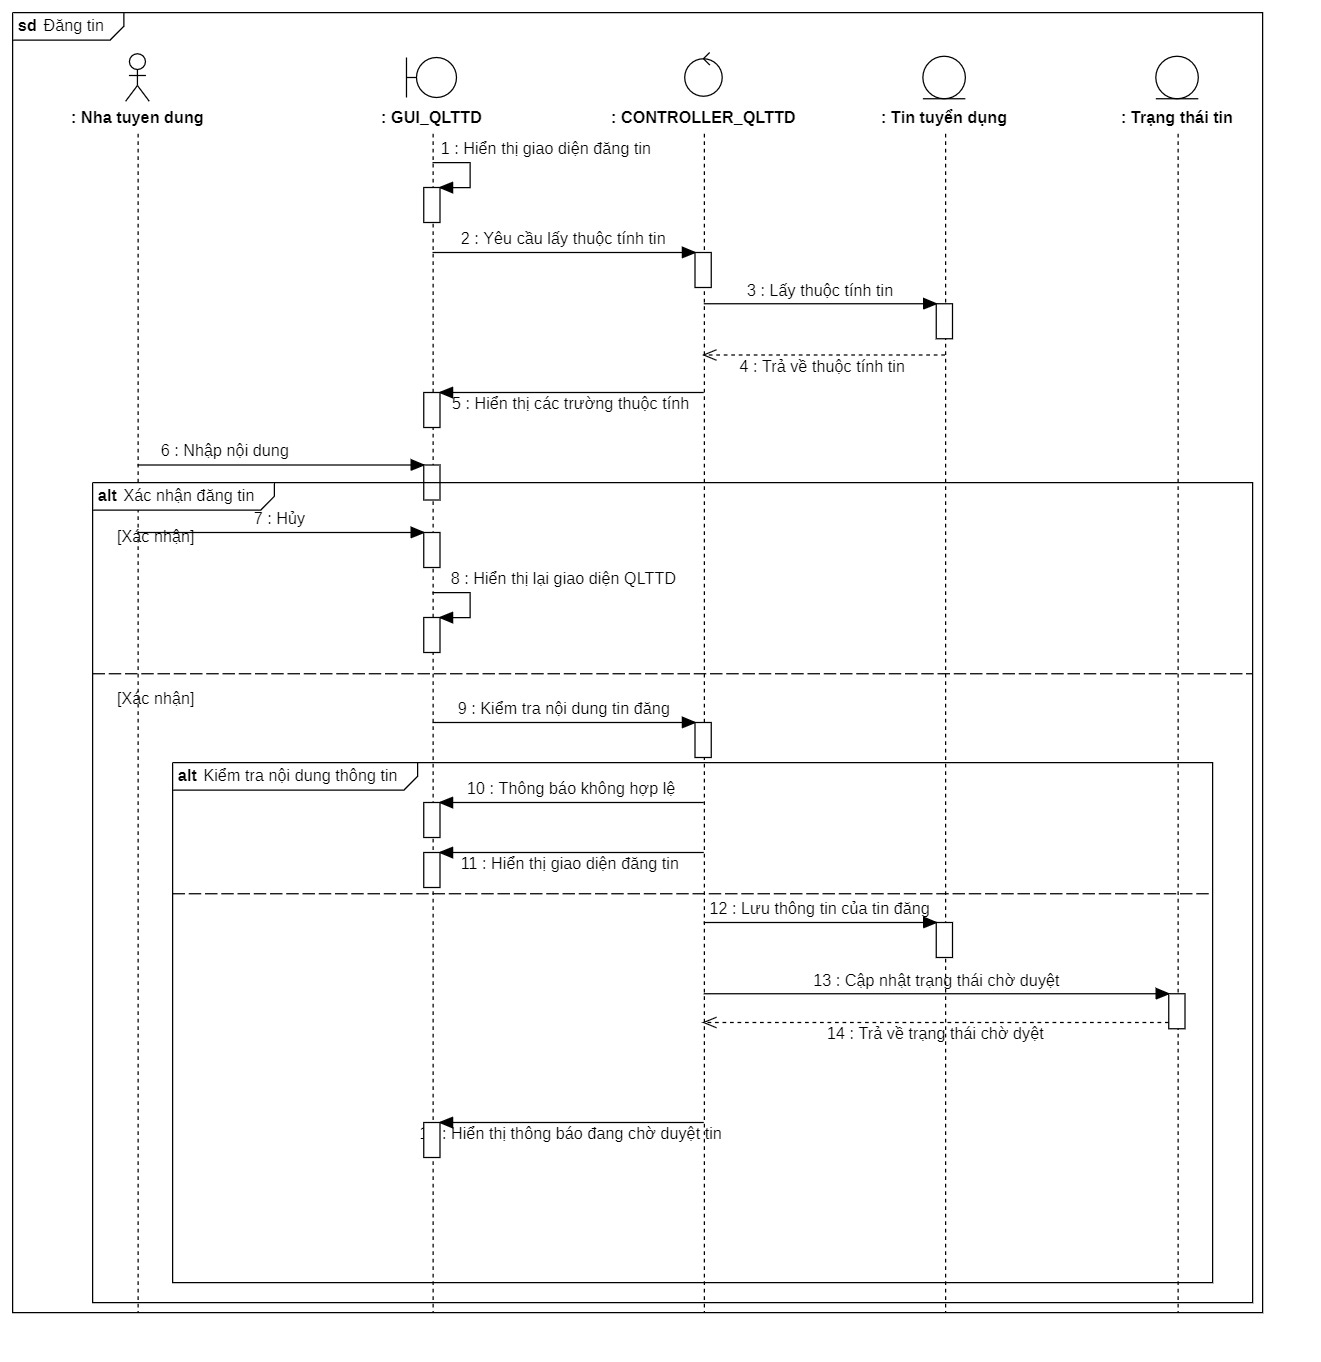 sd Đăng tin
: Nha tuyen dung
: GUI_QLTTD
: CONTROLLER_QLTTD
: Tin tuyển dụng
: Trạng thái tin
1 : Hiển thị giao diện đăng tin
2 : Yêu cầu lấy thuộc tính tin
3 : Lấy thuộc tính tin
4 : Trả về thuộc tính tin
5 : Hiển thị các trường thuộc tính
6 : Nhập nội dung
alt Xác nhận đăng tin
7 : Hủy
[Xác nhận]
8 : Hiển thị lại giao diện QLTTD
[Xác nhận]
9 : Kiểm tra nội dung tin đăng
alt Kiểm tra nội dung thông tin
10 : Thông báo không hợp lệ
11 : Hiển thị giao diện đăng tin
12 : Lưu thông tin của tin đăng
13 : Cập nhật trạng thái chờ duyệt
14 : Trả về trạng thái chờ dyệt
: Hiển thị thông báo đang chờ duyệt tin